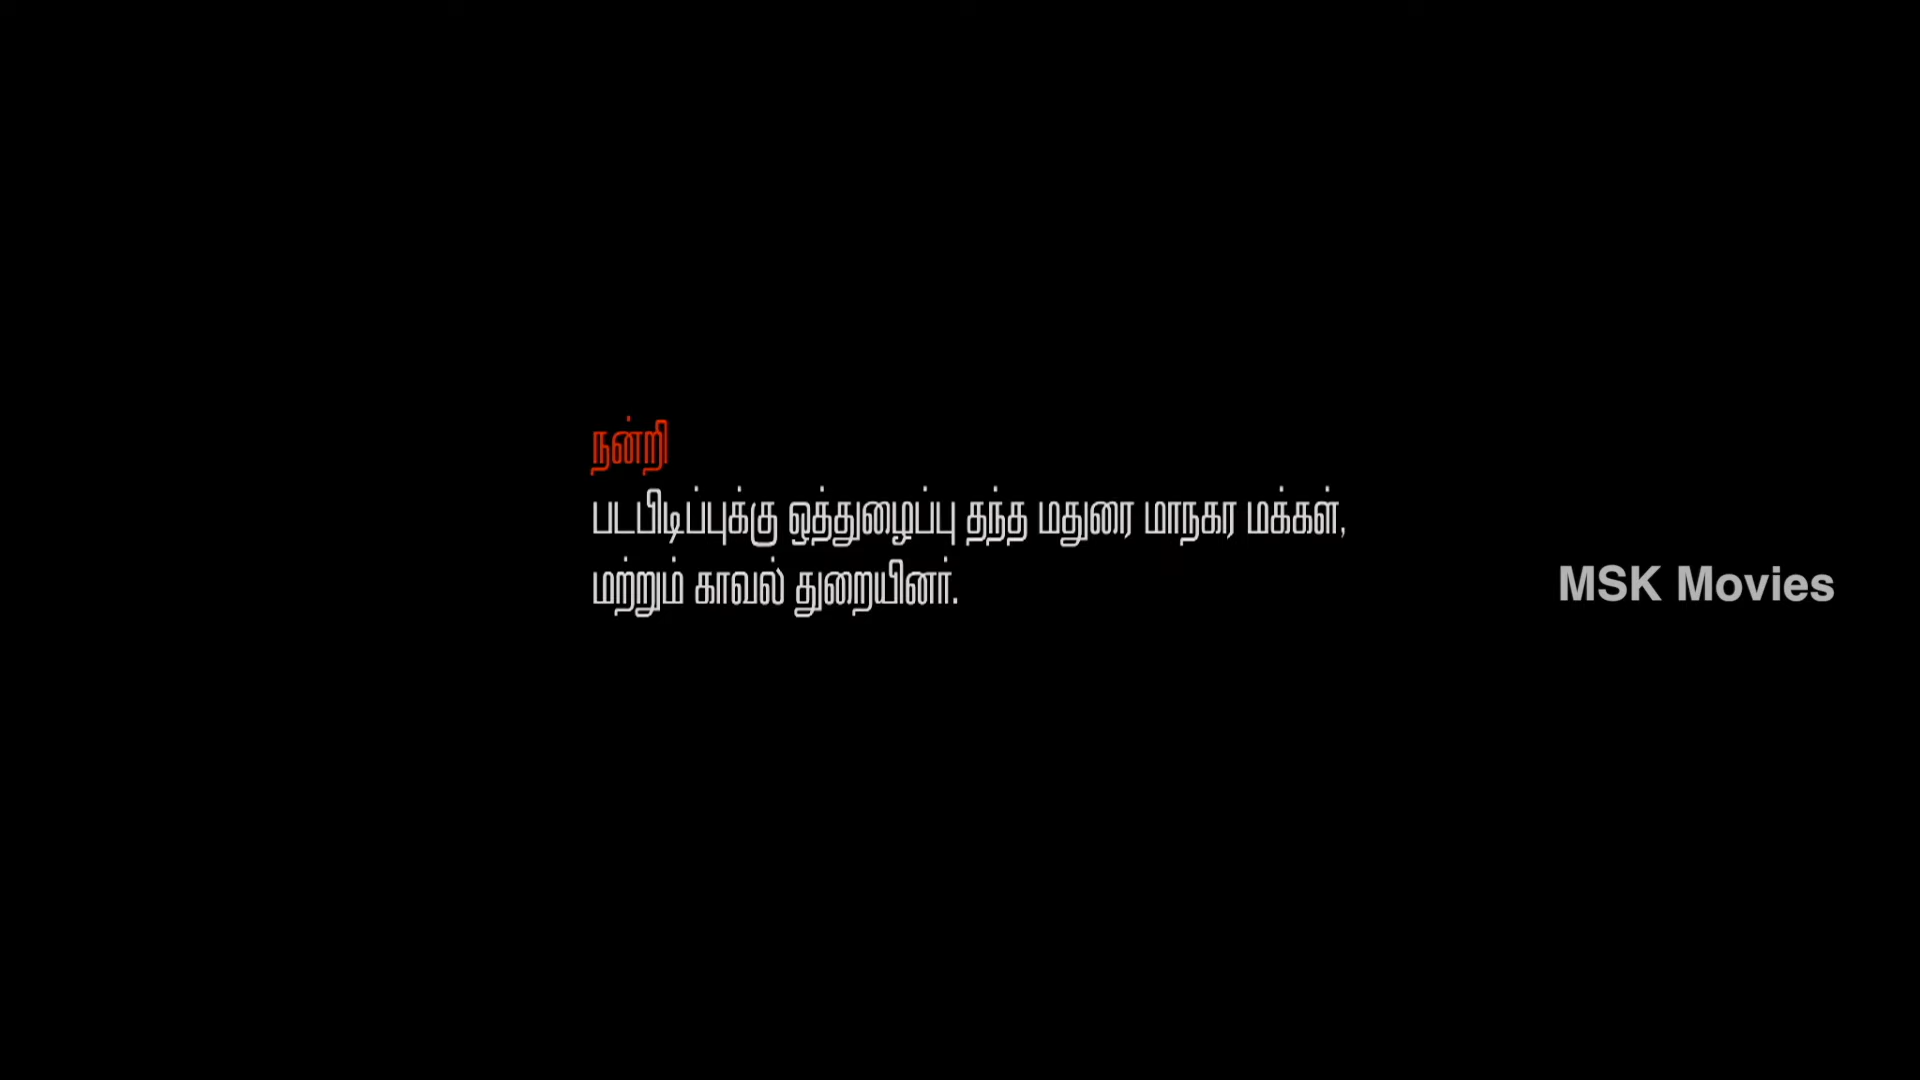 நன்றி
படபிடிப்புக்கு ஒத்துழைப்பு தந்த மதுரை மாநகர மக்கள்,
மற்றும் காவல் துறையினர்.
MSK Movies